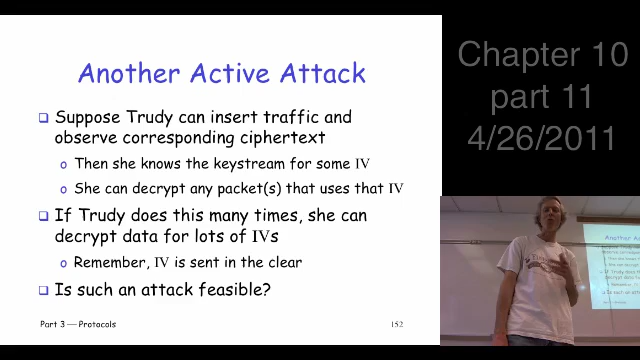 Another Active Attack
Suppose Trudy can insert traffic and
observe corresponding ciphertext
Then she knows the keystream for some IV
She can decrypt any packet(s) that uses that IV
If Trudy does this many times, she can
decrypt data for lots of IVs
Remember, IV is sent in the clear
Is such an attack feasible?
Part 3 — Protocols
152
Chapter 10
part 11
4/26/2011